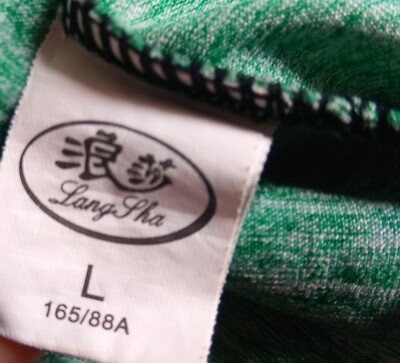 浪莎
LangSha
L
165/88A